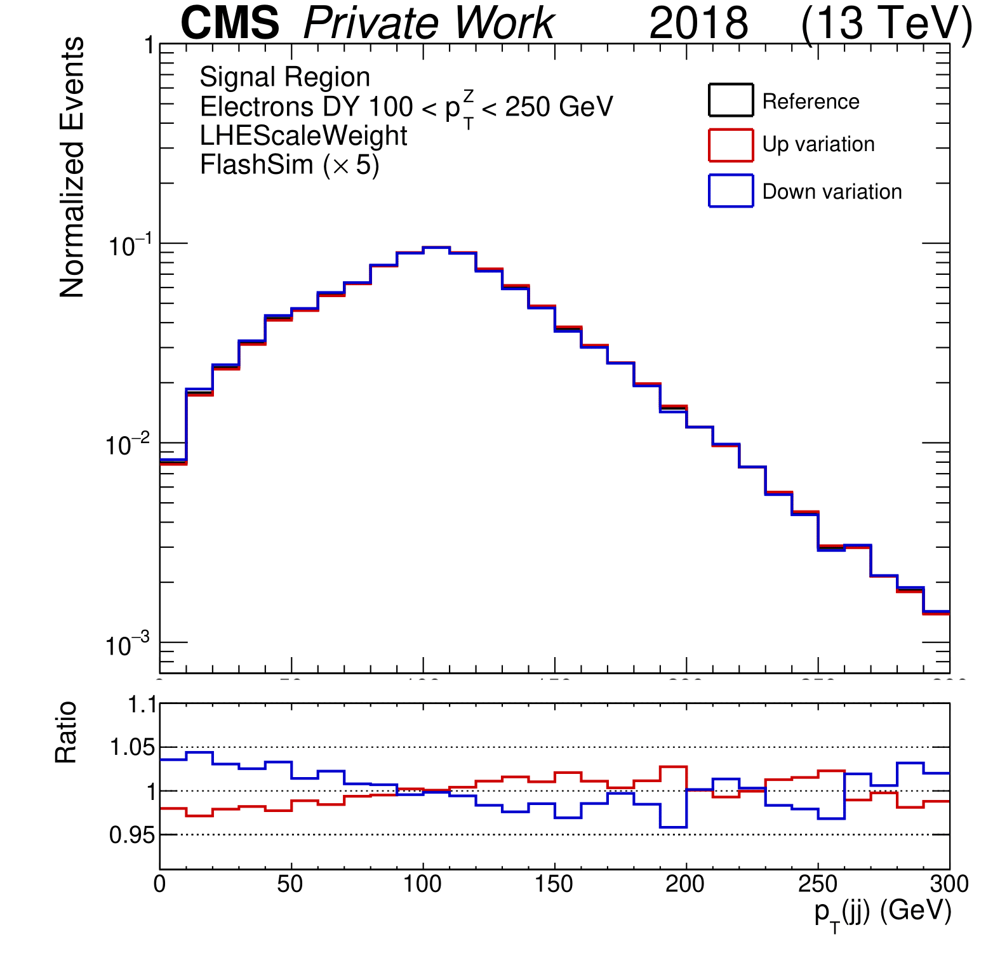 CMS Private Work 2018 (13 TeV)
Normalized Events
1
10⁻¹
10⁻²
10⁻³
Signal Region
Electrons DY 100 < p_T^Z < 250 GeV
LHEScaleWeight
FlashSim (× 5)
Reference
Up variation
Down variation
Ratio
1.1
1.05
1
0.95
0 50 100 150 200 250 300
p_T(jj) (GeV)